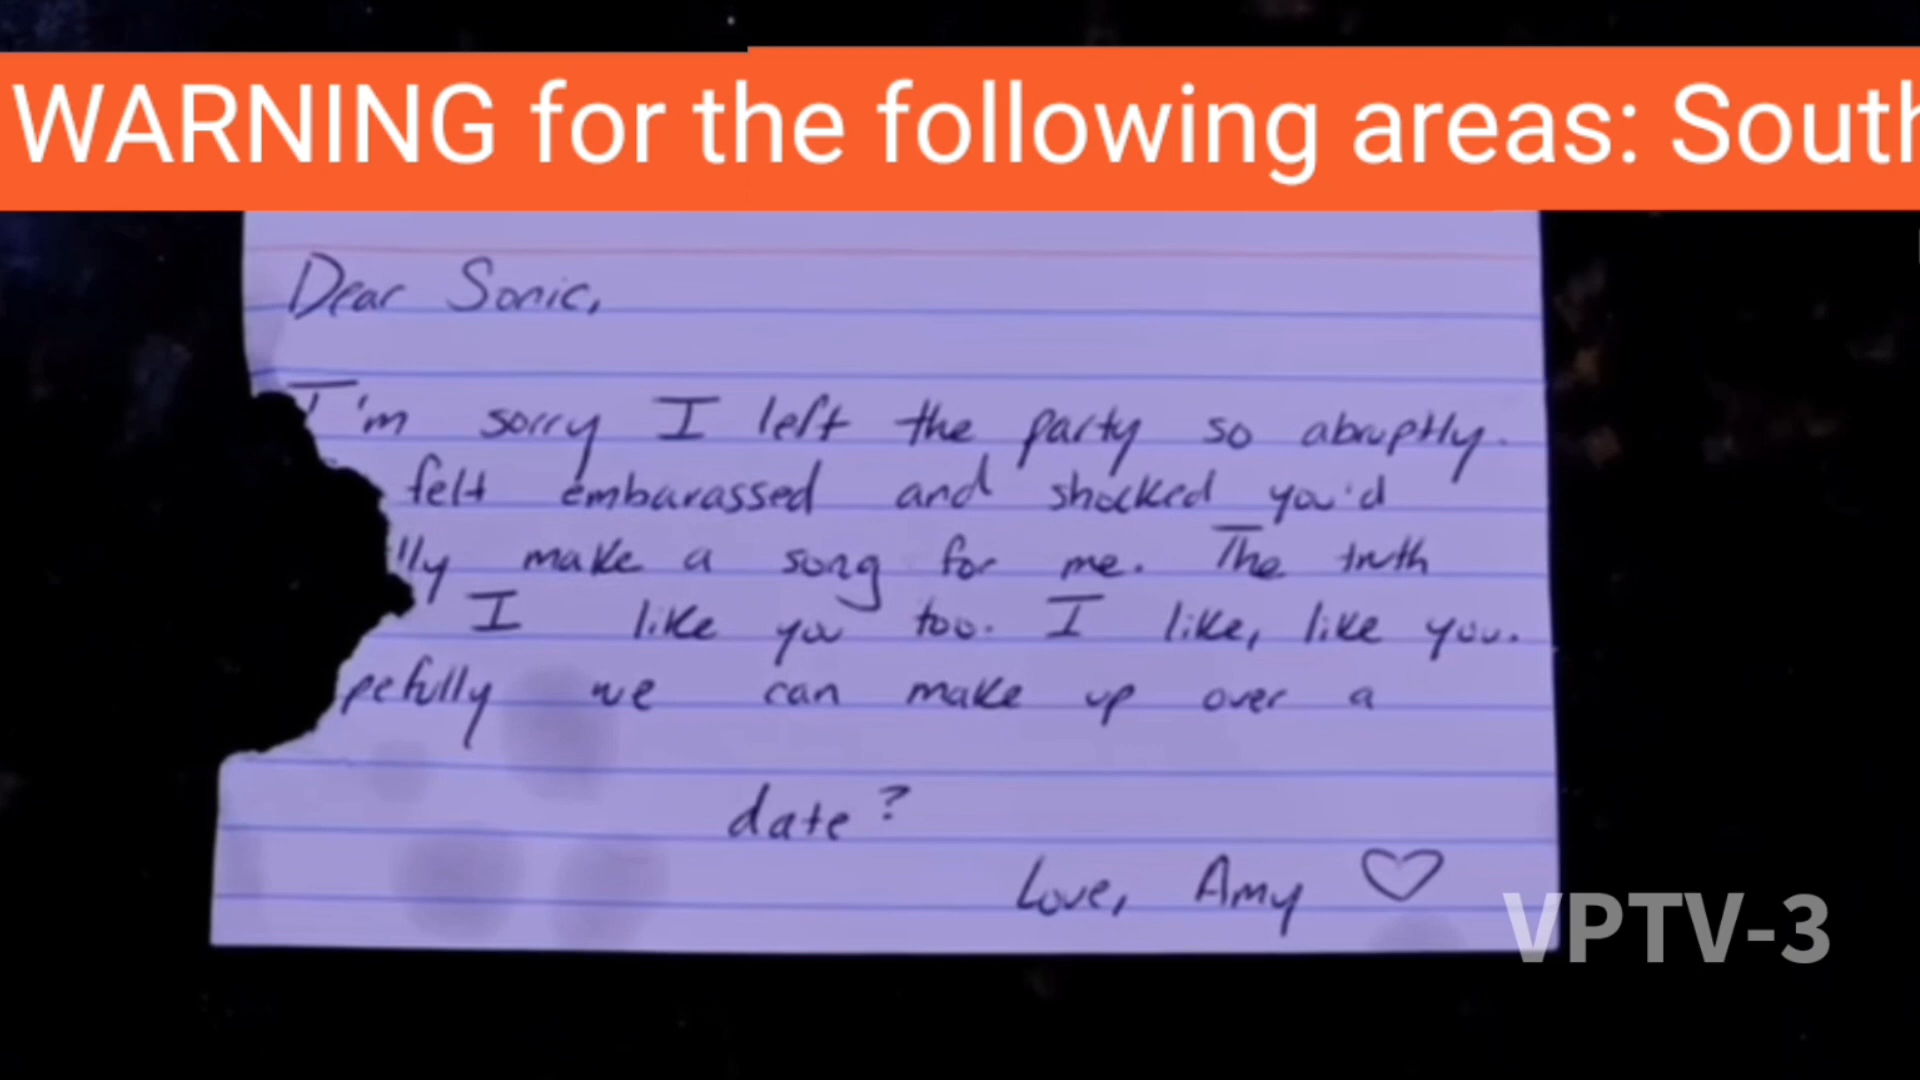 WARNING for the following areas: South
Dear Sonic,
I'm sorry I left the party so abruptly.
felt embarassed and shocked you'd
lly make a song for me. The truth
I like you too. I like, like you.
pefully we can make up over a
date?
Love, Amy ♡
VPTV-3